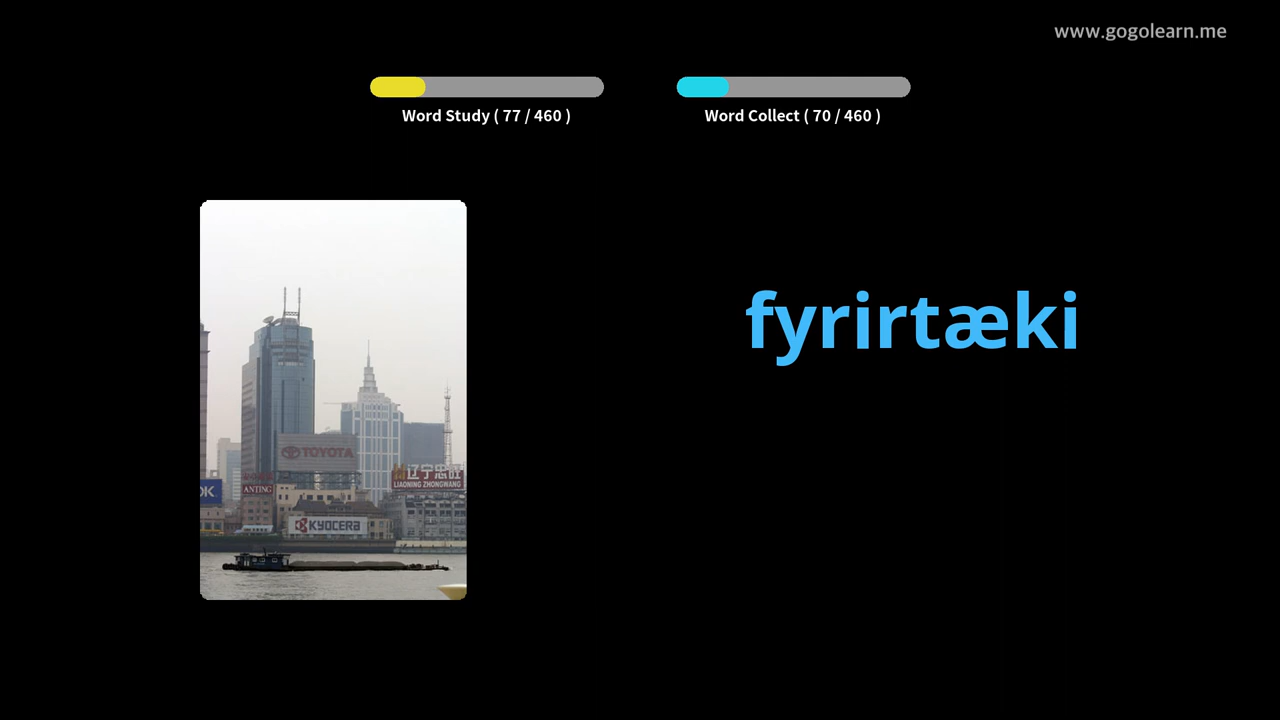 www.gogolearn.me
Word Study ( 77 / 460 )
Word Collect ( 70 / 460 )
fyrirtæki
TOYOTA
辽宁忠旺
LIAONING ZHONGWANG
OK
ANTING
KYOCERA